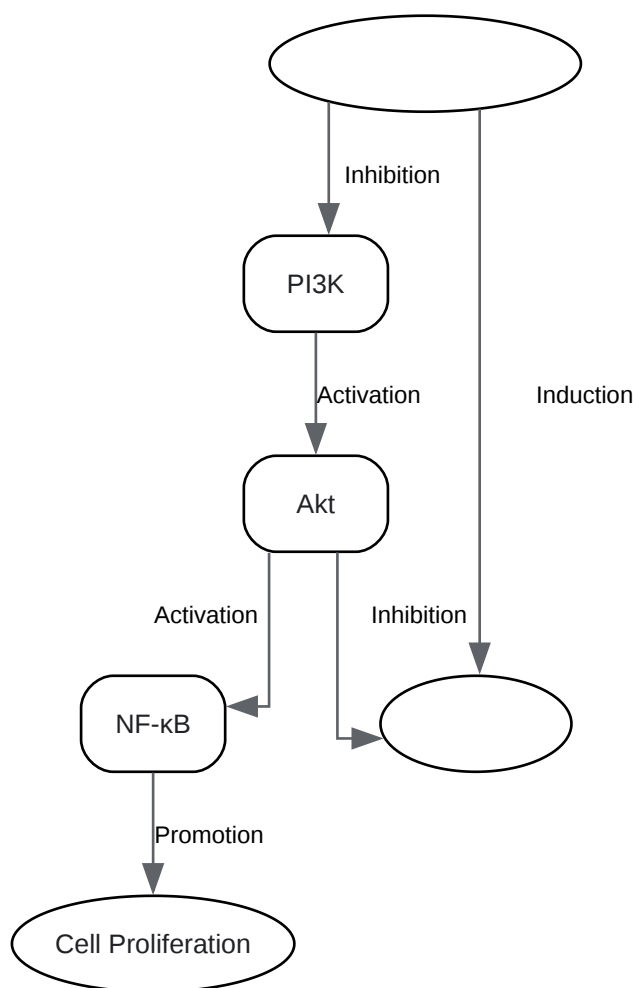 Inhibition
PI3K
Activation
Induction
Akt
Activation
Inhibition
NF-κB
Promotion
Cell Proliferation